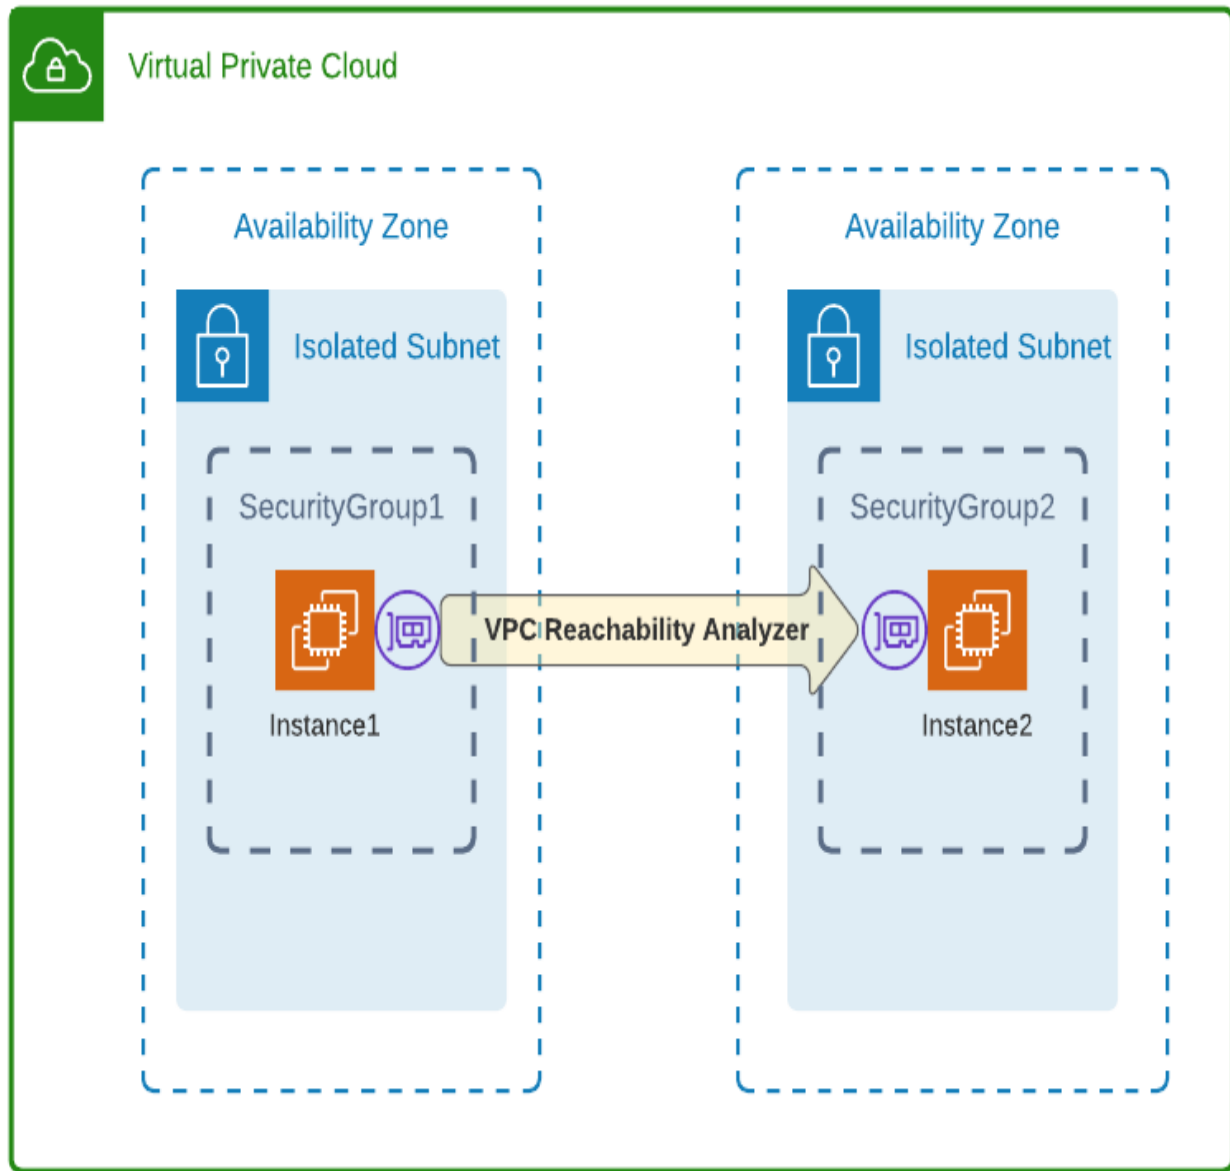 Virtual Private Cloud
Availability Zone
Isolated Subnet
SecurityGroup1
Instance1
VPC Reachability Analyzer
Availability Zone
Isolated Subnet
SecurityGroup2
Instance2